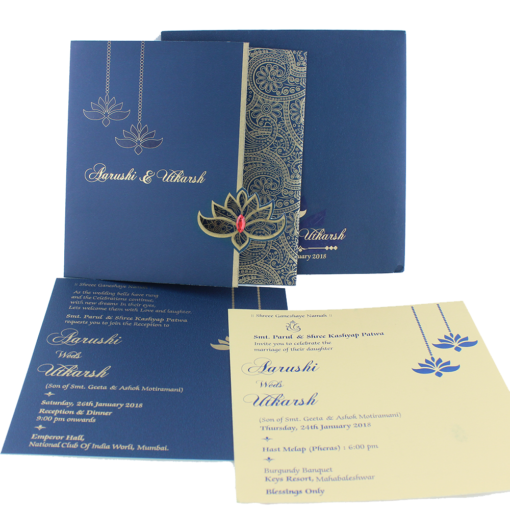 Aarushi & Utkarsh
Utkarsh
January 2018
: Shree Ganeshaya Namah :
As the wedding bells have rung
and the Celebrations continue,
with new dreams in their eyes,
Lets welcome them with Love and laughter
Smt. Parul & Shree Kashyap Patwa
requests you to join the Reception of
Aarushi
Weds
Utkarsh
(Son of Smt. Geeta & Ashok Motiramani)
Saturday, 26th January 2018
Reception & Dinner
9:00 pm onwards
Emperor Hall,
National Club Of India Worli, Mumbai.
: Shree Ganeshaya Namah :
Smt. Parul & Shree Kashyap Patwa
Invite you to celebrate the
marriage of their daughter
Aarushi
Weds
Utkarsh
(Son of Smt. Geeta & Ashok Motiramani)
Thursday, 24th January 2018
Hast Melap (Pheras) : 6:00 pm
Burgundy Banquet
Keys Resort, Mahabaleshwar
Blessings Only